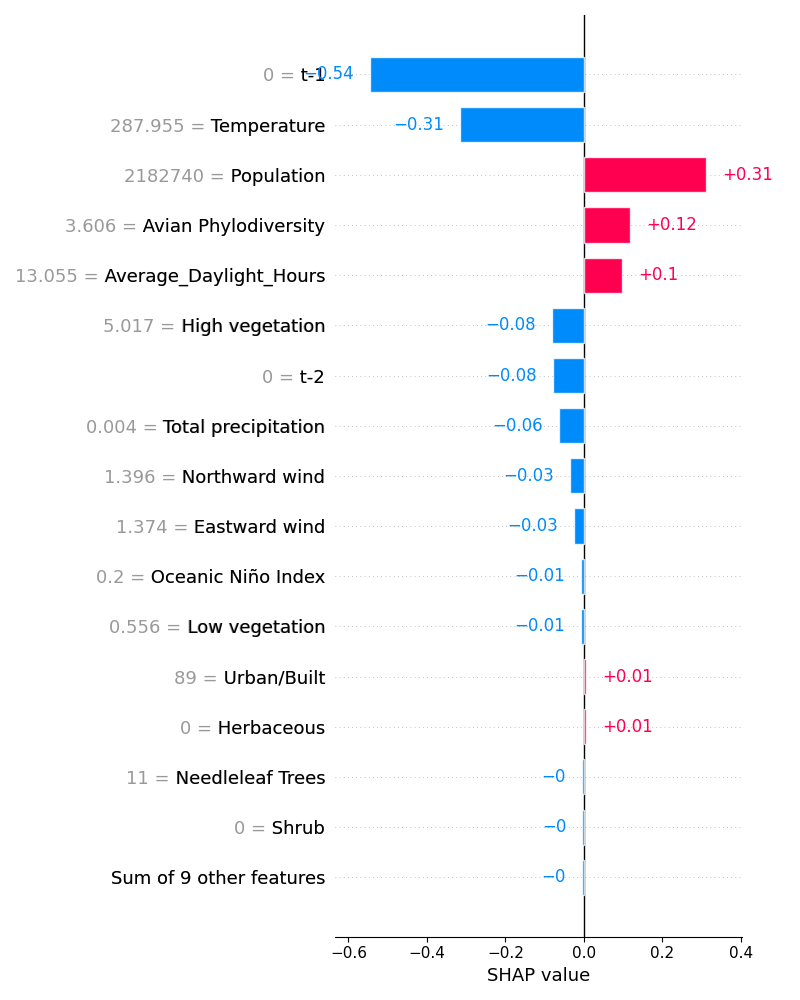 0 = t-1 −0.54
287.955 = Temperature −0.31
2182740 = Population +0.31
3.606 = Avian Phylodiversity +0.12
13.055 = Average_Daylight_Hours +0.1
5.017 = High vegetation −0.08
0 = t-2 −0.08
0.004 = Total precipitation −0.06
1.396 = Northward wind −0.03
1.374 = Eastward wind −0.03
0.2 = Oceanic Niño Index −0.01
0.556 = Low vegetation −0.01
89 = Urban/Built +0.01
0 = Herbaceous +0.01
11 = Needleleaf Trees −0
0 = Shrub −0
Sum of 9 other features −0
−0.6 −0.4 −0.2 0.0 0.2 0.4
SHAP value